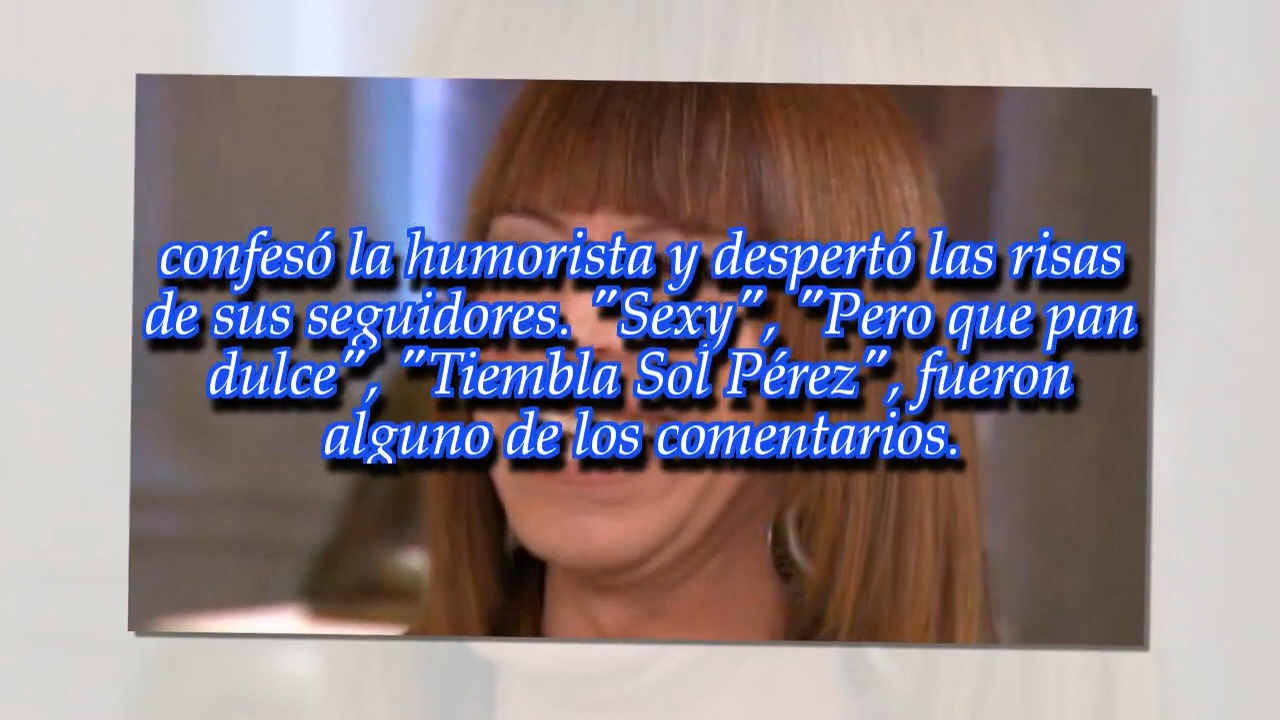 confesó la humorista y despertó las risas
de sus seguidores. "Sexy", "Pero que pan
dulce", "Tiembla Sol Pérez", fueron
alguno de los comentarios.